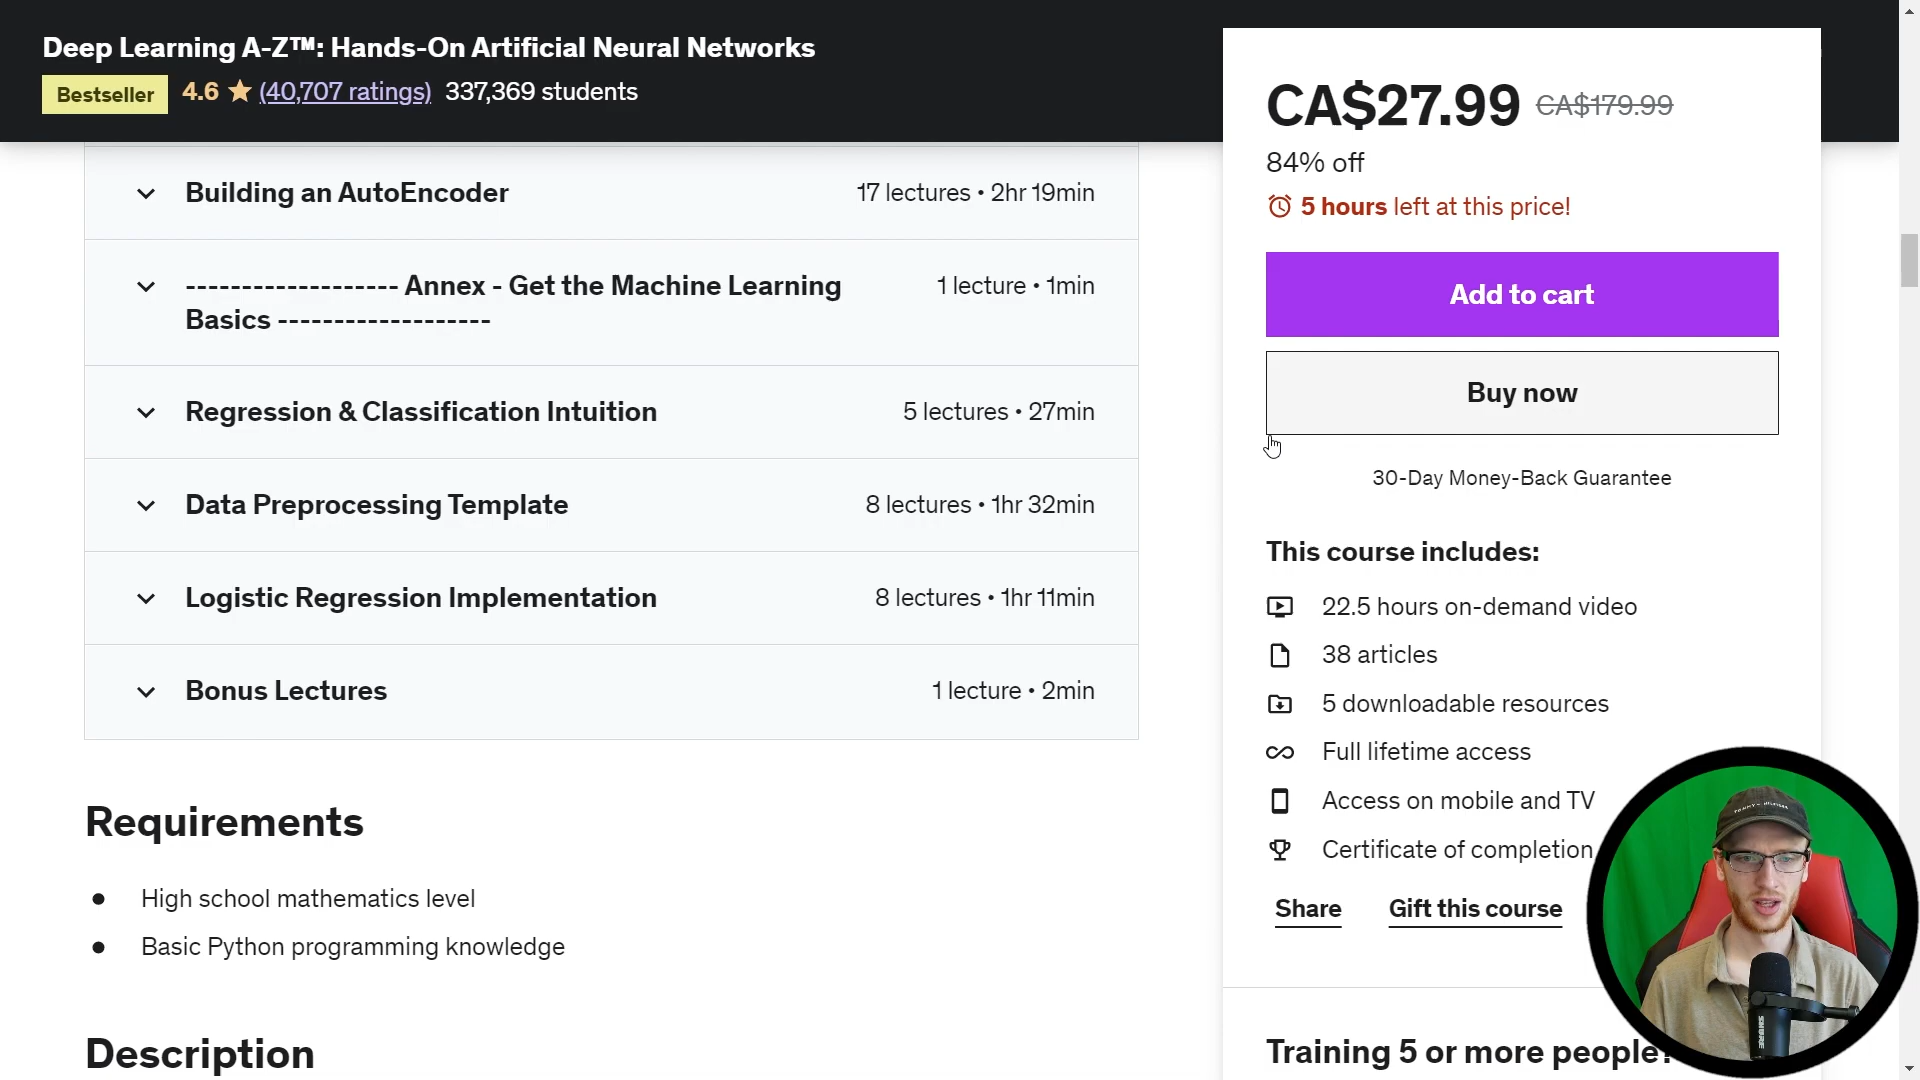 Deep Learning A-Z™: Hands-On Artificial Neural Networks
Bestseller 4.6 (40,707 ratings) 337,369 students
Building an AutoEncoder 17 lectures • 2hr 19min
------------------- Annex - Get the Machine Learning 1 lecture • 1min
Basics -------------------
Regression & Classification Intuition 5 lectures • 27min
Data Preprocessing Template 8 lectures • 1hr 32min
Logistic Regression Implementation 8 lectures • 1hr 11min
Bonus Lectures 1 lecture • 2min
Requirements
High school mathematics level
Basic Python programming knowledge
Description
CA$27.99 CA$179.99
84% off
5 hours left at this price!
Add to cart
Buy now
30-Day Money-Back Guarantee
This course includes:
22.5 hours on-demand video
38 articles
5 downloadable resources
Full lifetime access
Access on mobile and TV
Certificate of completion
Share Gift this course
Training 5 or more people?
TOMMY HILFIGER
SHURE